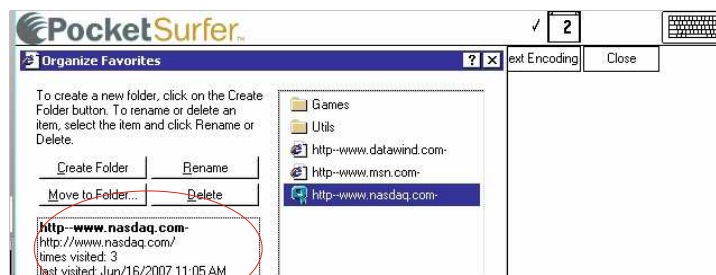 PocketSurfer™
2
Organize Favorites
ext Encoding
Close
To create a new folder, click on the Create
Folder button. To rename or delete an
item, select the item and click Rename or
Delete.
Create Folder
Rename
Move to Folder...
Delete
http--www.nasdaq.com-
http://www.nasdaq.com/
times visited: 3
last visited: Jun/16/2007 11:05 AM
Games
Utils
http--www.datawind.com-
http--www.msn.com-
http--www.nasdaq.com-